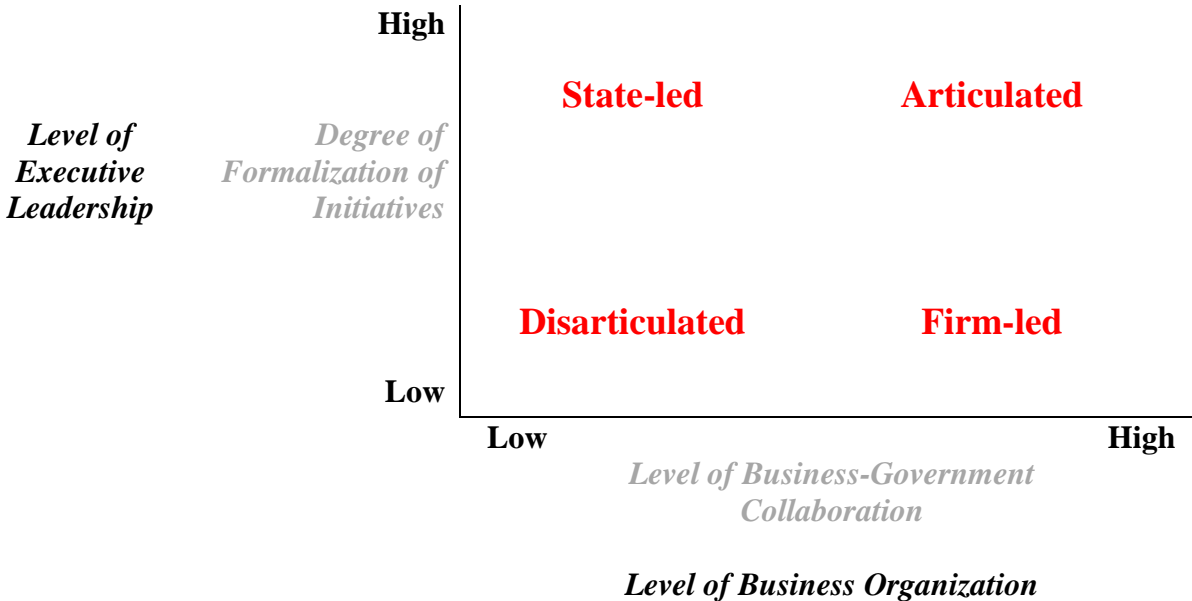 High
State-led Articulated
Level of Executive Leadership
Degree of Formalization of Initiatives
Disarticulated Firm-led
Low
Low High
Level of Business-Government
Collaboration
Level of Business Organization